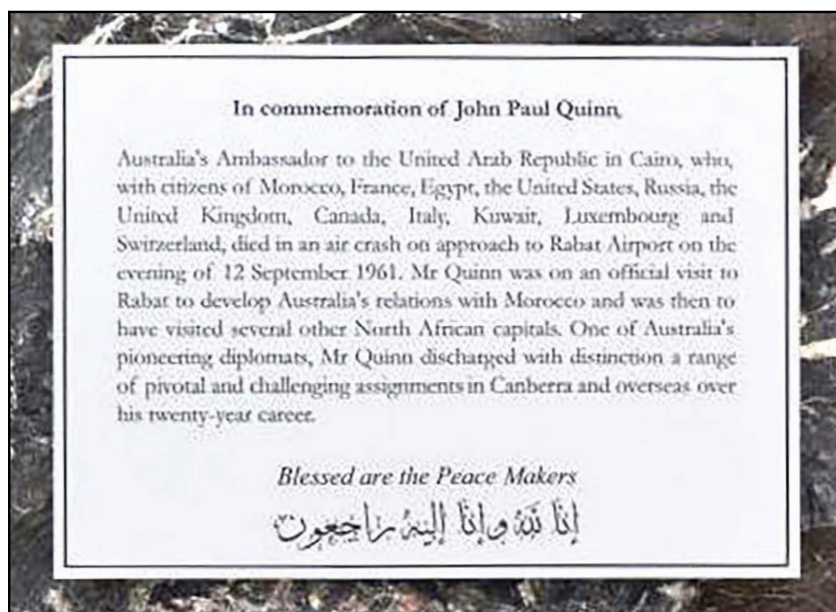 In commemoration of John Paul Quinn,
Australia's Ambassador to the United Arab Republic in Cairo, who,
with citizens of Morocco, France, Egypt, the United States, Russia, the
United Kingdom, Canada, Italy, Kuwait, Luxembourg and
Switzerland, died in an air crash on approach to Rabat Airport on the
evening of 12 September 1961. Mr Quinn was on an official visit to
Rabat to develop Australia's relations with Morocco and was then to
have visited several other North African capitals. One of Australia's
pioneering diplomats, Mr Quinn discharged with distinction a range
of pivotal and challenging assignments in Canberra and overseas over
his twenty-year career.
Blessed are the Peace Makers
إنا لله وإنا إليه راجعون